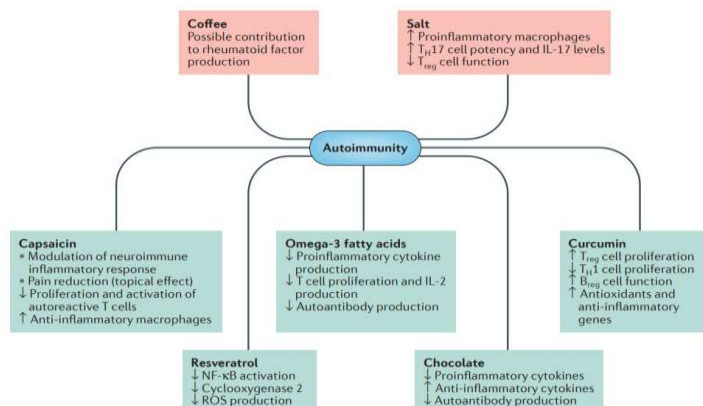 Coffee
Possible contribution
to rheumatoid factor
production
Salt
↑ Proinflammatory macrophages
↑ TH17 cell potency and IL-17 levels
↓ Treg cell function
Autoimmunity
Capsaicin
• Modulation of neuroimmune
inflammatory response
• Pain reduction (topical effect)
↓ Proliferation and activation of
autoreactive T cells
↑ Anti-inflammatory macrophages
Omega-3 fatty acids
↓ Proinflammatory cytokine
production
↓ T cell proliferation and IL-2
production
↓ Autoantibody production
Curcumin
↑ Treg cell proliferation
↓ TH1 cell proliferation
↑ Breg cell function
↑ Antioxidants and
anti-inflammatory
genes
Resveratrol
↓ NF-κB activation
↓ Cyclooxygenase 2
↓ ROS production
Chocolate
↓ Proinflammatory cytokines
↑ Anti-inflammatory cytokines
↓ Autoantibody production